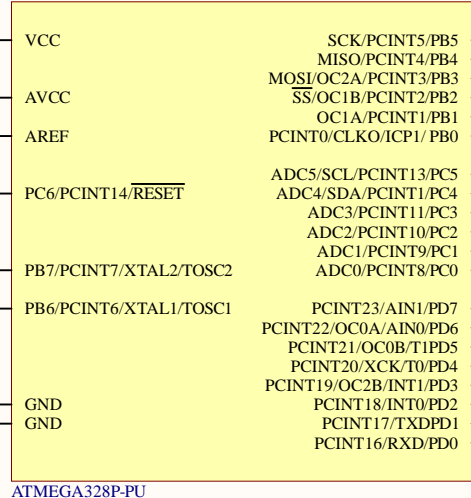 VCC
AVCC
AREF
PC6/PCINT14/RESET
PB7/PCINT7/XTAL2/TOSC2
PB6/PCINT6/XTAL1/TOSC1
GND
GND
SCK/PCINT5/PB5
MISO/PCINT4/PB4
MOSI/OC2A/PCINT3/PB3
SS/OC1B/PCINT2/PB2
OC1A/PCINT1/PB1
PCINT0/CLKO/ICP1/ PB0
ADC5/SCL/PCINT13/PC5
ADC4/SDA/PCINT1/PC4
ADC3/PCINT11/PC3
ADC2/PCINT10/PC2
ADC1/PCINT9/PC1
ADC0/PCINT8/PC0
PCINT23/AIN1/PD7
PCINT22/OC0A/AIN0/PD6
PCINT21/OC0B/T1PD5
PCINT20/XCK/T0/PD4
PCINT19/OC2B/INT1/PD3
PCINT18/INT0/PD2
PCINT17/TXDPD1
PCINT16/RXD/PD0
ATMEGA328P-PU